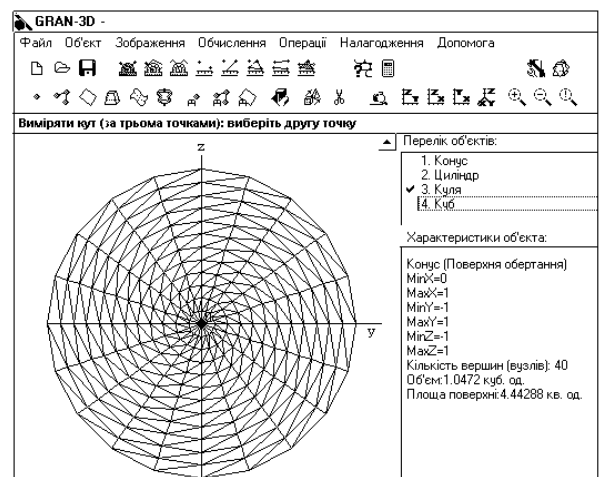 GRAN-3D -
Файл Об'єкт Зображення Обчислення Операції Налагодження Допомога
Виміряти кут (за трьома точками): виберіть другу точку
Перелік об'єктів:
1. Конус
2. Циліндр
3. Куля
4. Куб
z
y
Характеристики об'єкта:
Конус (Поверхня обертання)
MinX=0
MaxX=1
MinY=-1
MaxY=1
MinZ=-1
MaxZ=1
Кількість вершин (вузлів): 40
Об'єм:1.0472 куб. од.
Площа поверхні:4.44288 кв. од.